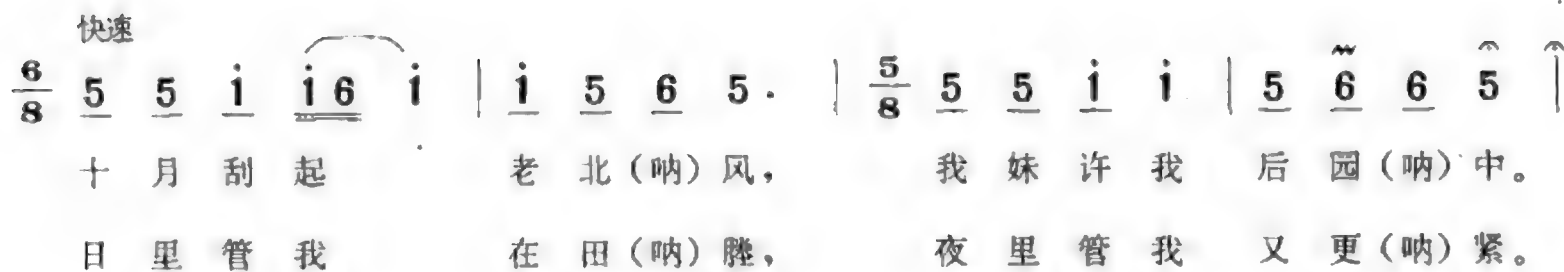 快速
6/8 5 5 i i6 i | i 5 6 5. | 5/8 5 5 i i | 5 6 6 5 |
十月刮起 老北(呐)风, 我妹许我 后园(呐)中。
日里管我 在田(呐)塍, 夜里管我 又更(呐)紧。